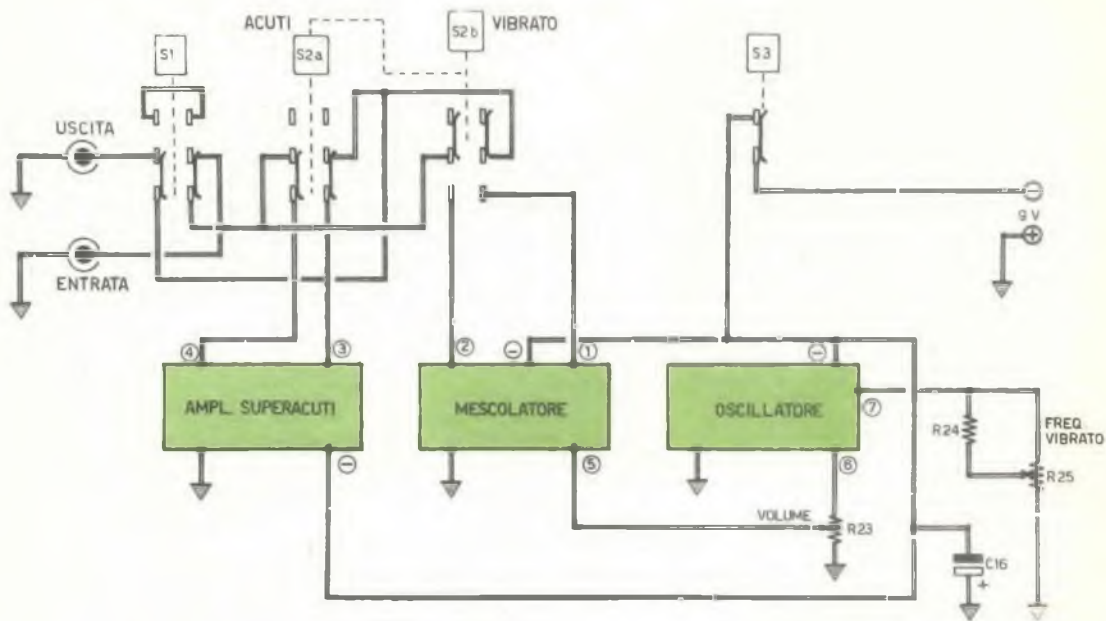 ACUTI
VIBRATO
S1
S2a
S2b
S3
USCITA
ENTRATA
⊖
9 V
⊕
④
③
②
⊖
①
⊖
AMPL. SUPERACUTI
MESCOLATORE
OSCILLATORE
⑦
⊖
⑤
⑥
R24
FREQ.
VIBRATO
R25
VOLUME
R23
C16
+